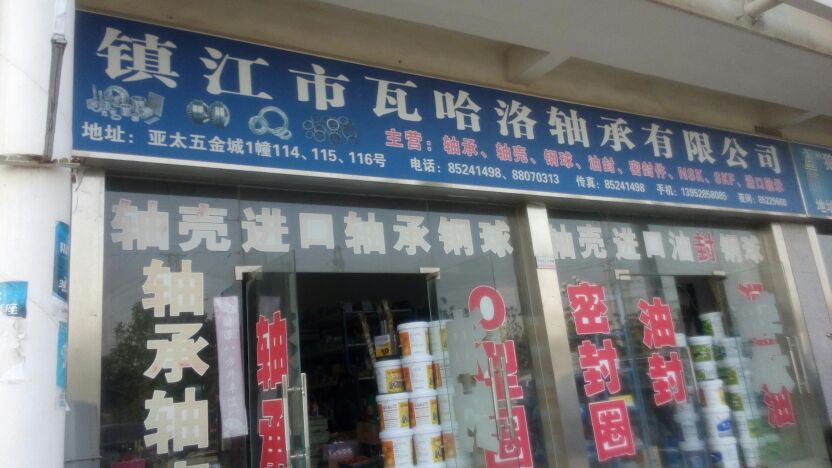 镇江市瓦哈洛轴承有限公司
主营：轴承、轴壳、钢球、油封、密封件、NSK、SKF、进口轴承
地址：亚太五金城1幢114、115、116号
电话：85241498、88070313 传真：85241498 手机：13952858085 夜间：85229660
轴壳进口轴承钢球
轴壳进口油封钢球
轴承轴
轴承
O型圈
密封圈
油封